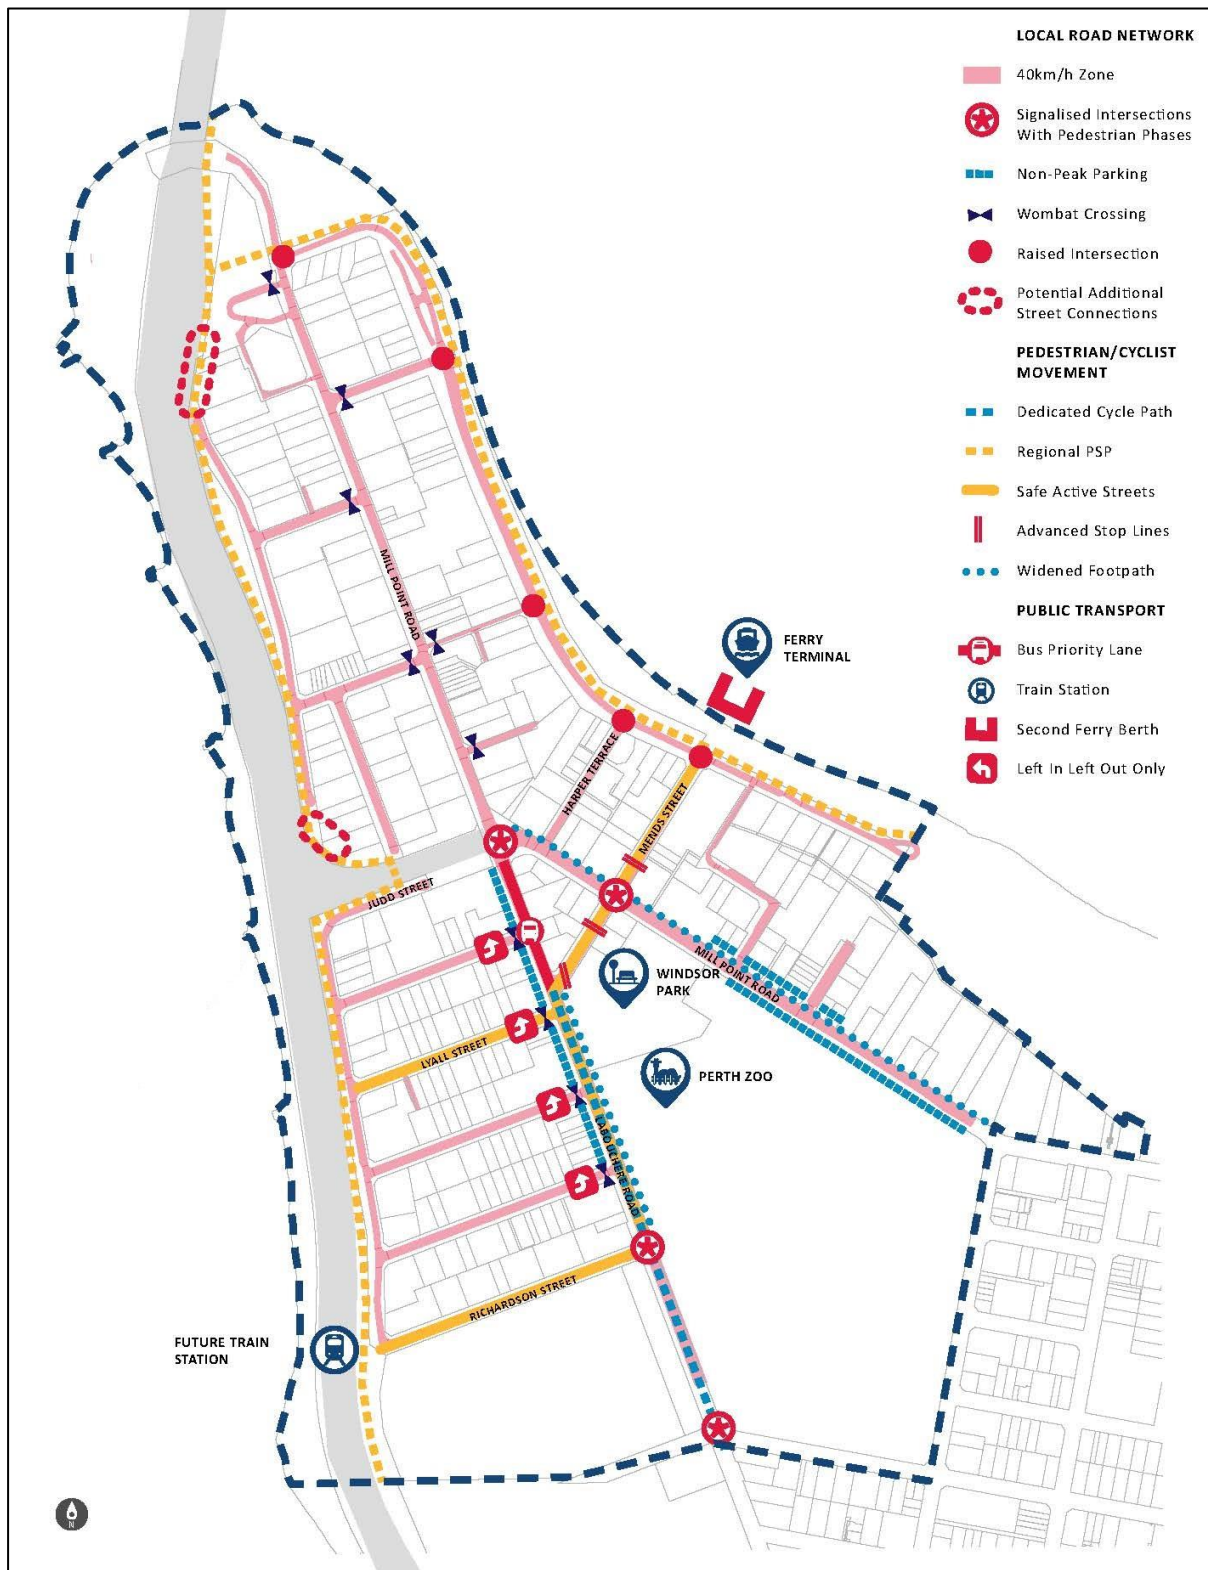 LOCAL ROAD NETWORK
40km/h Zone
Signalised Intersections
With Pedestrian Phases
Non-Peak Parking
Wombat Crossing
Raised Intersection
Potential Additional
Street Connections
PEDESTRIAN/CYCLIST
MOVEMENT
Dedicated Cycle Path
Regional PSP
Safe Active Streets
Advanced Stop Lines
Widened Footpath
PUBLIC TRANSPORT
Bus Priority Lane
Train Station
Second Ferry Berth
Left In Left Out Only
MILL POINT ROAD
FERRY
TERMINAL
HARPER TERRACE
MENDS STREET
JUDD STREET
MILL POINT ROAD
WINDSOR
PARK
LYALL STREET
PERTH ZOO
LABOUCHERE ROAD
RICHARDSON STREET
FUTURE TRAIN
STATION
N